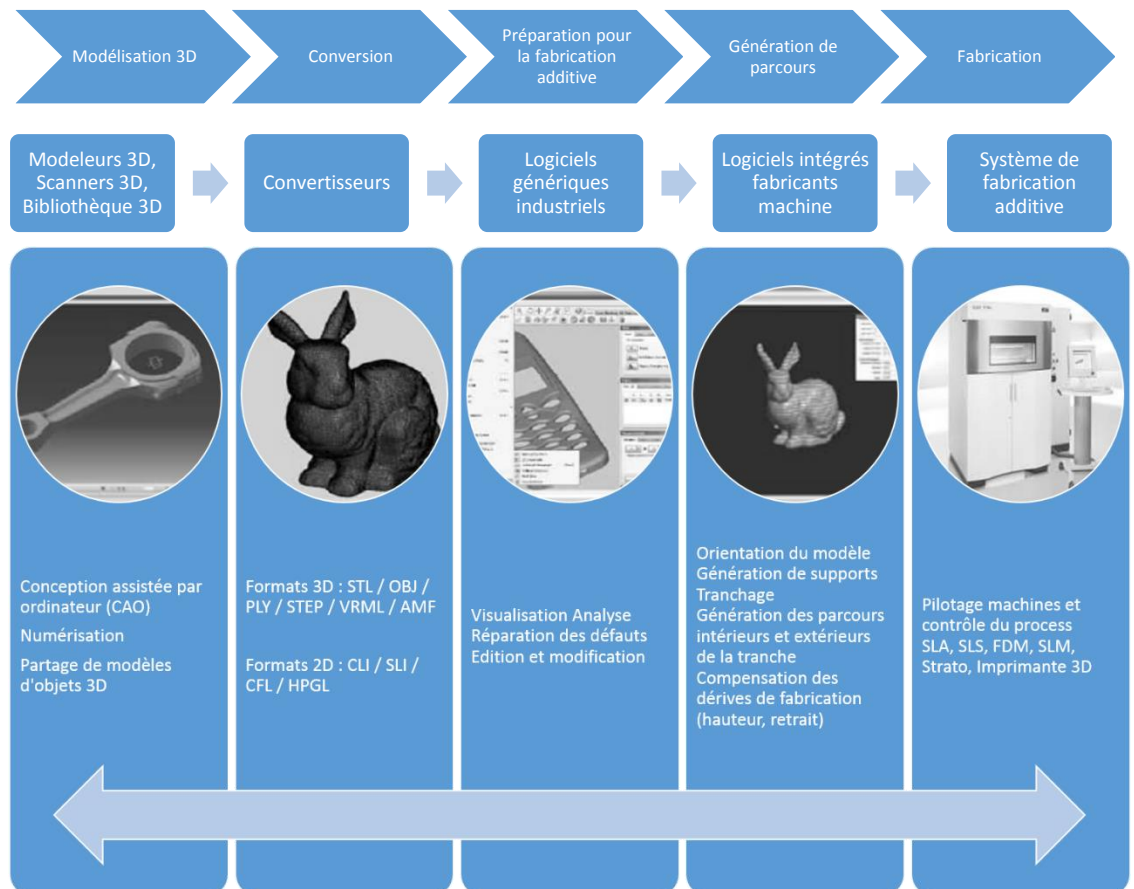 Modélisation 3D
Conversion
Préparation pour
la fabrication
additive
Génération de
parcours
Fabrication
Modeleurs 3D,
Scanners 3D,
Bibliothèque 3D
Convertisseurs
Logiciels
génériques
industriels
Logiciels intégrés
fabricants
machine
Système de
fabrication
additive
Conception assistée par
ordinateur (CAO)
Numérisation
Partage de modèles
d'objets 3D
Formats 3D : STL / OBJ /
PLY / STEP / VRML / AMF
Formats 2D: CLI / SLI /
CFL / HPGL
Visualisation Analyse
Réparation des défauts
Edition et modification
Orientation du modèle
Génération de supports
Tranchage
Génération des parcours
intérieurs et extérieurs
de la tranche
Compensation des
dérives de fabrication
(hauteur, retrait)
Pilotage machines et
contrôle du process
SLA, SLS, FDM, SLM,
Strato, Imprimante 3D